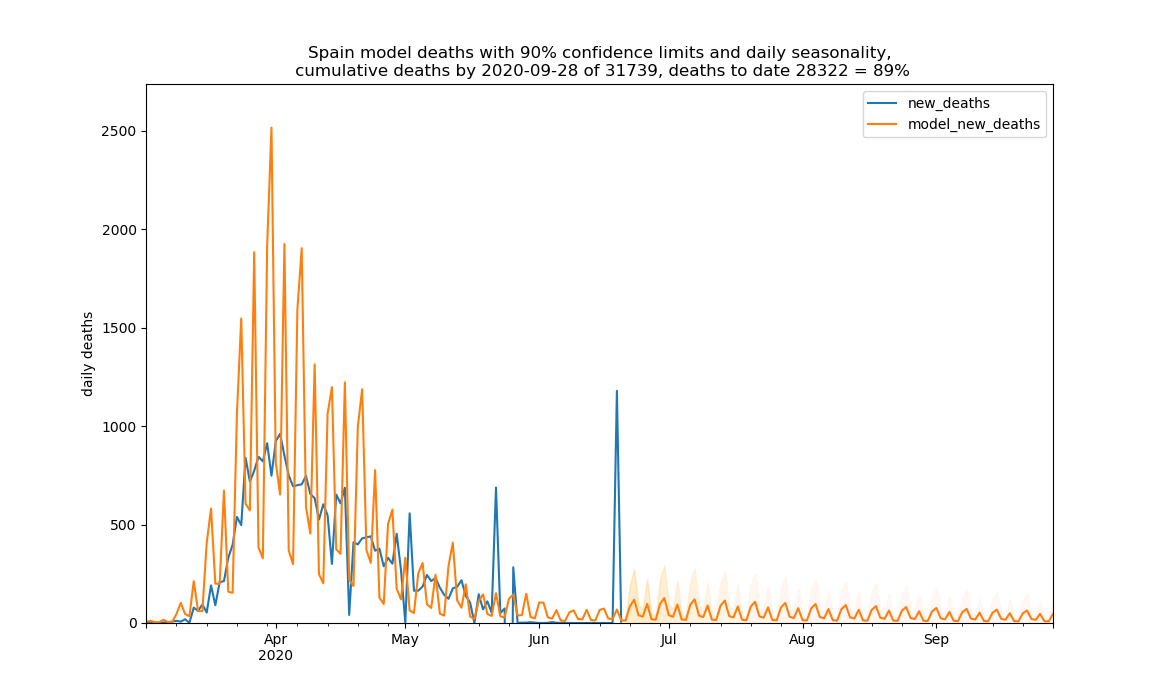 Spain model deaths with 90% confidence limits and daily seasonality,
cumulative deaths by 2020-09-28 of 31739, deaths to date 28322 = 89%
new_deaths
model_new_deaths
daily deaths
2500
2000
1500
1000
500
0
Apr
2020
May
Jun
Jul
Aug
Sep